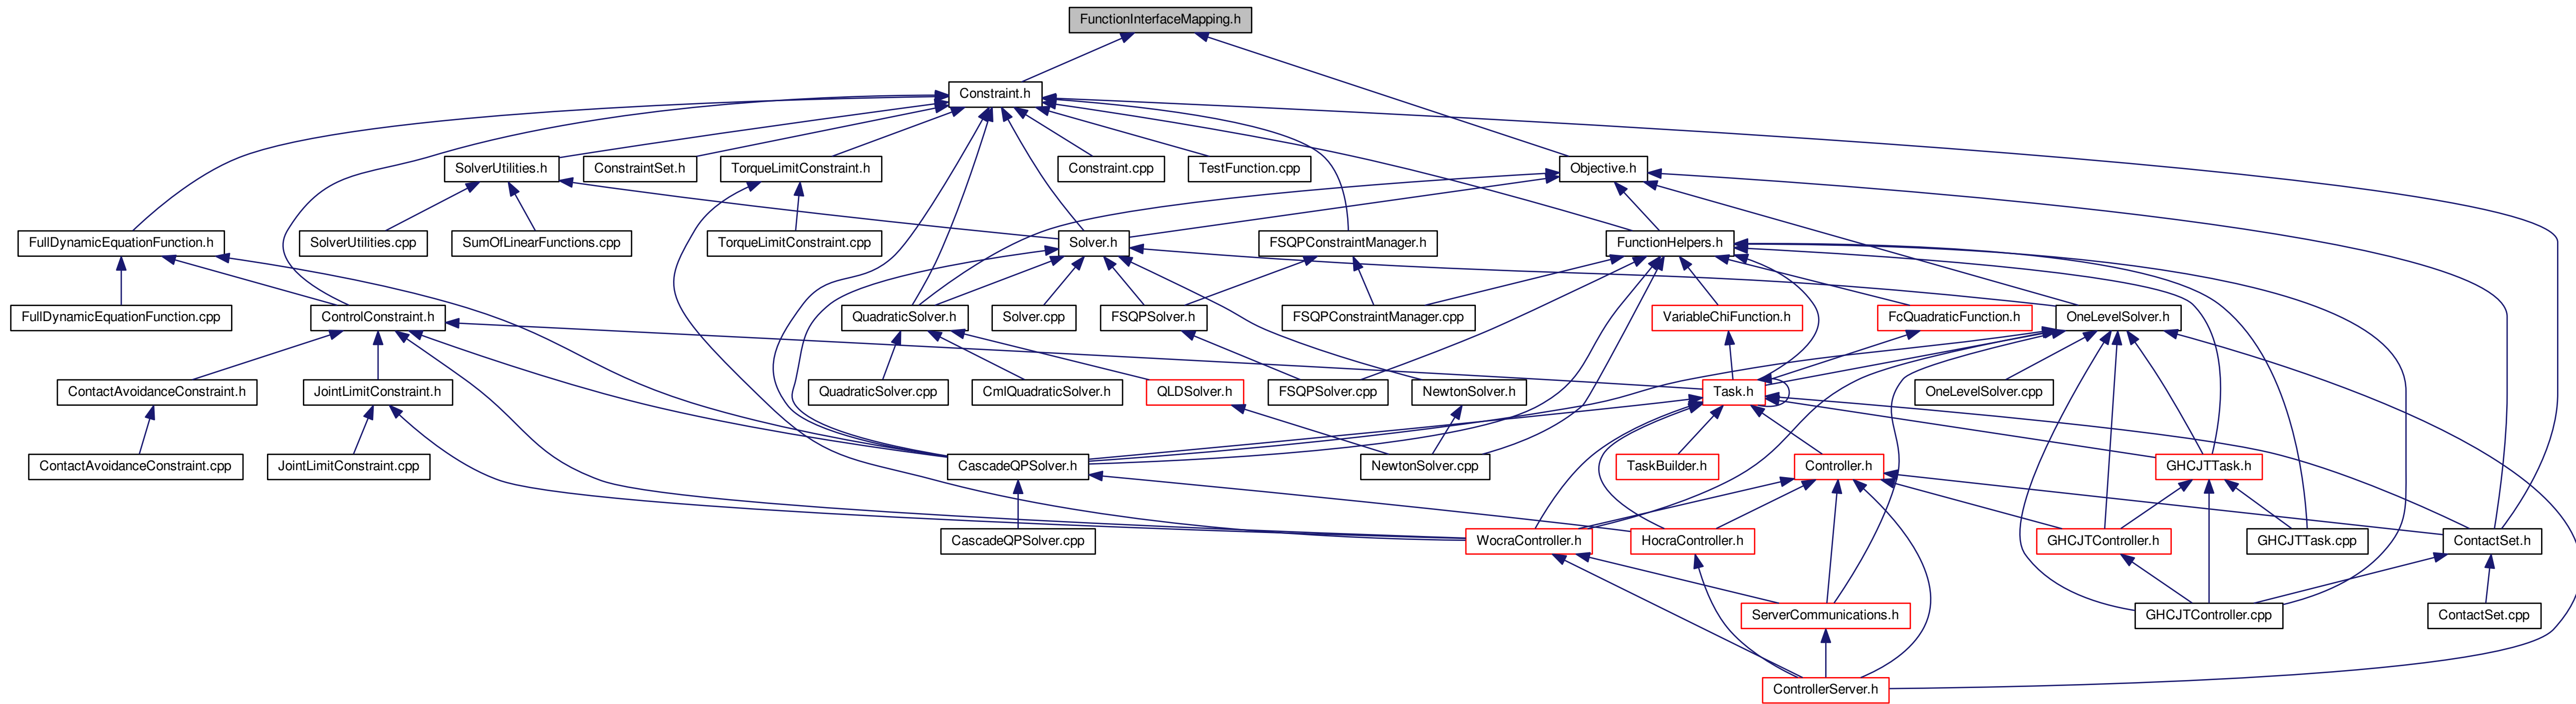 FunctionInterfaceMapping.h
Constraint.h
SolverUtilities.h
ConstraintSet.h
TorqueLimitConstraint.h
Constraint.cpp
TestFunction.cpp
Objective.h
FullDynamicEquationFunction.h
SolverUtilities.cpp
SumOfLinearFunctions.cpp
TorqueLimitConstraint.cpp
Solver.h
FSQPConstraintManager.h
FunctionHelpers.h
FullDynamicEquationFunction.cpp
ControlConstraint.h
QuadraticSolver.h
Solver.cpp
FSQPSolver.h
FSQPConstraintManager.cpp
VariableChiFunction.h
FcQuadraticFunction.h
OneLevelSolver.h
ContactAvoidanceConstraint.h
JointLimitConstraint.h
QuadraticSolver.cpp
CmlQuadraticSolver.h
QLDSolver.h
FSQPSolver.cpp
NewtonSolver.h
Task.h
OneLevelSolver.cpp
ContactAvoidanceConstraint.cpp
JointLimitConstraint.cpp
CascadeQPSolver.h
NewtonSolver.cpp
TaskBuilder.h
Controller.h
GHCJTTask.h
CascadeQPSolver.cpp
WocraController.h
HocraController.h
GHCJTController.h
GHCJTTask.cpp
ContactSet.h
ServerCommunications.h
GHCJTController.cpp
ContactSet.cpp
ControllerServer.h